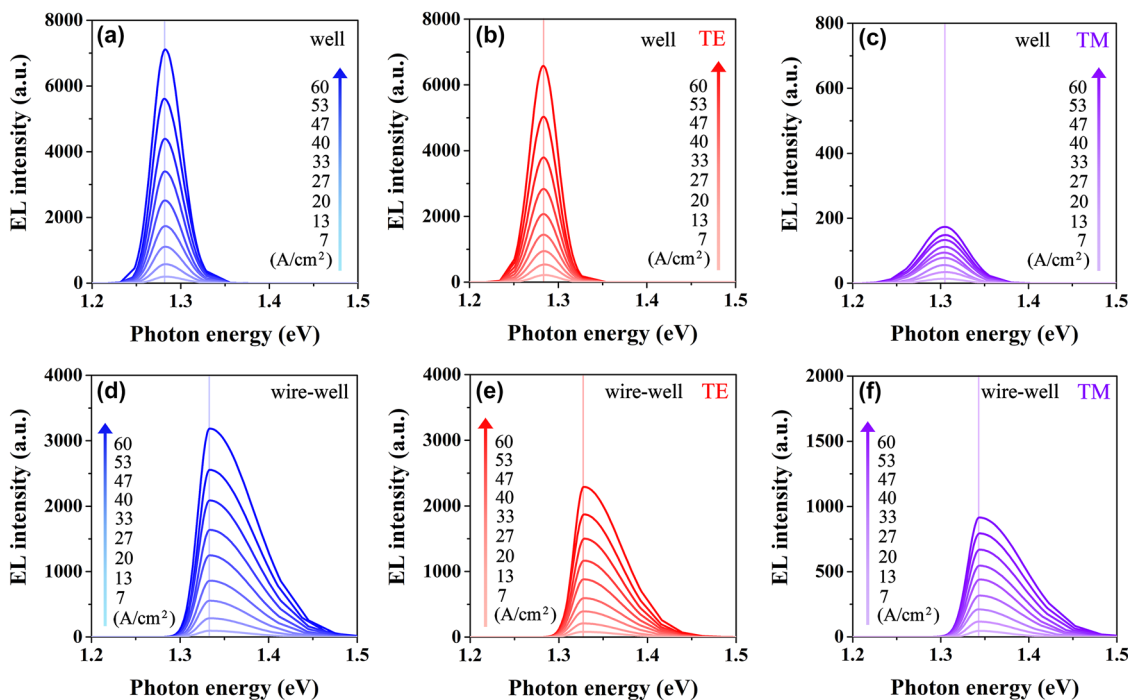 (a)
well
8000
6000
4000
2000
0
EL intensity (a.u.)
60
53
47
40
33
27
20
13
7
(A/cm²)
1.2 1.3 1.4 1.5
Photon energy (eV)
(b)
well TE
8000
6000
4000
2000
0
EL intensity (a.u.)
60
53
47
40
33
27
20
13
7
(A/cm²)
1.2 1.3 1.4 1.5
Photon energy (eV)
(c)
well TM
800
600
400
200
0
EL intensity (a.u.)
60
53
47
40
33
27
20
13
7
(A/cm²)
1.2 1.3 1.4 1.5
Photon energy (eV)
(d)
wire-well
4000
3000
2000
1000
0
EL intensity (a.u.)
60
53
47
40
33
27
20
13
7
(A/cm²)
1.2 1.3 1.4 1.5
Photon energy (eV)
(e)
wire-well TE
4000
3000
2000
1000
0
EL intensity (a.u.)
60
53
47
40
33
27
20
13
7
(A/cm²)
1.2 1.3 1.4 1.5
Photon energy (eV)
(f)
wire-well TM
2000
1500
1000
500
0
EL intensity (a.u.)
60
53
47
40
33
27
20
13
7
(A/cm²)
1.2 1.3 1.4 1.5
Photon energy (eV)